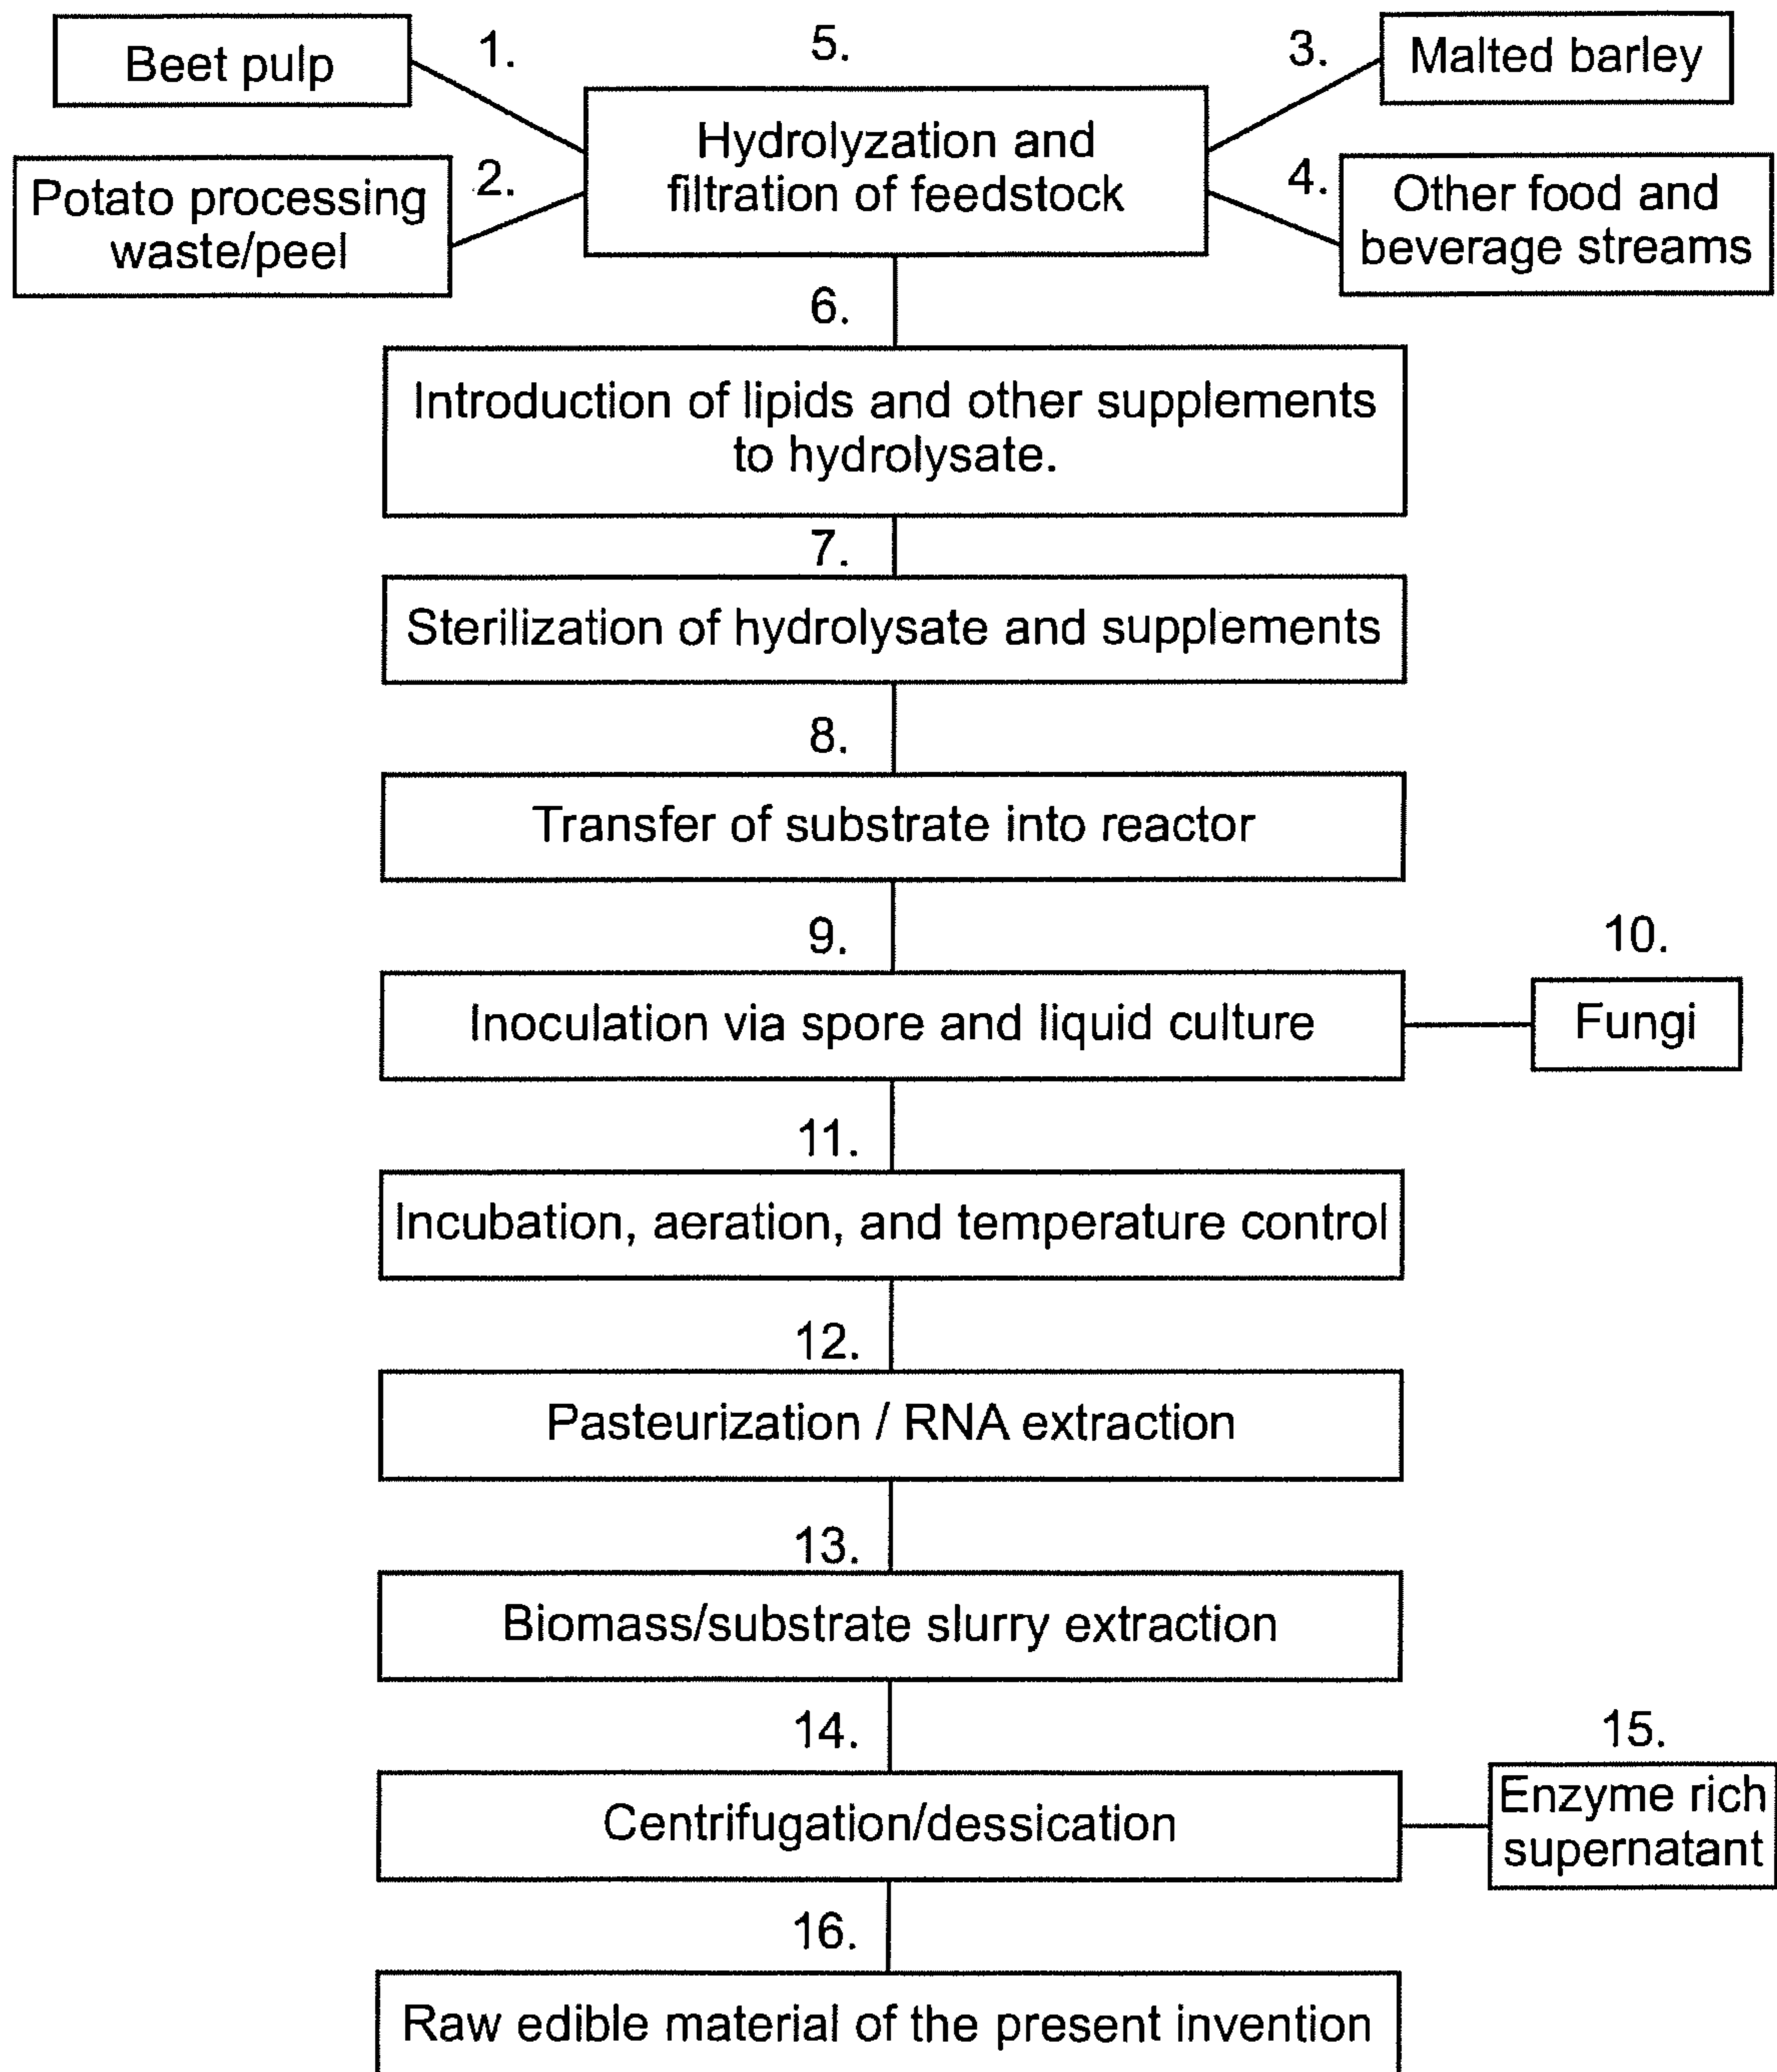 Beet pulp
1.
5.
3.
Malted barley
Hydrolyzation and
filtration of feedstock
Potato processing
waste/peel
2.
4.
Other food and
beverage streams
6.
Introduction of lipids and other supplements
to hydrolysate.
7.
Sterilization of hydrolysate and supplements
8.
Transfer of substrate into reactor
9.
10.
Inoculation via spore and liquid culture
Fungi
11.
Incubation, aeration, and temperature control
12.
Pasteurization / RNA extraction
13.
Biomass/substrate slurry extraction
14.
15.
Centrifugation/dessication
Enzyme rich
supernatant
16.
Raw edible material of the present invention